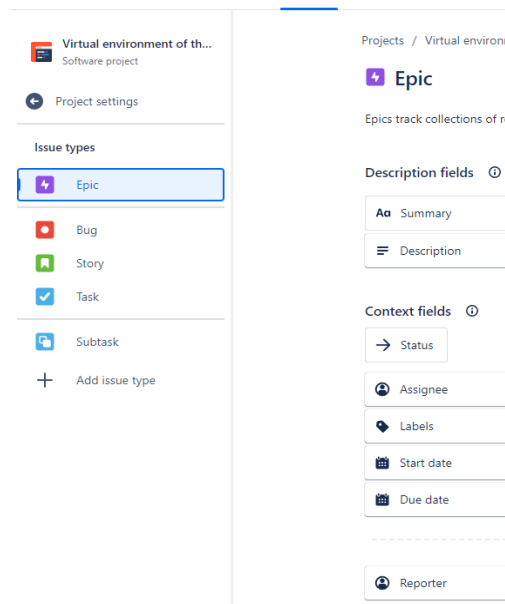 Virtual environment of th...
Software project
Project settings
Issue types
Epic
Bug
Story
Task
Subtask
Add issue type
Projects / Virtual environ
Epic
Epics track collections of
Description fields
Aa Summary
Description
Context fields
Status
Assignee
Labels
Start date
Due date
Reporter